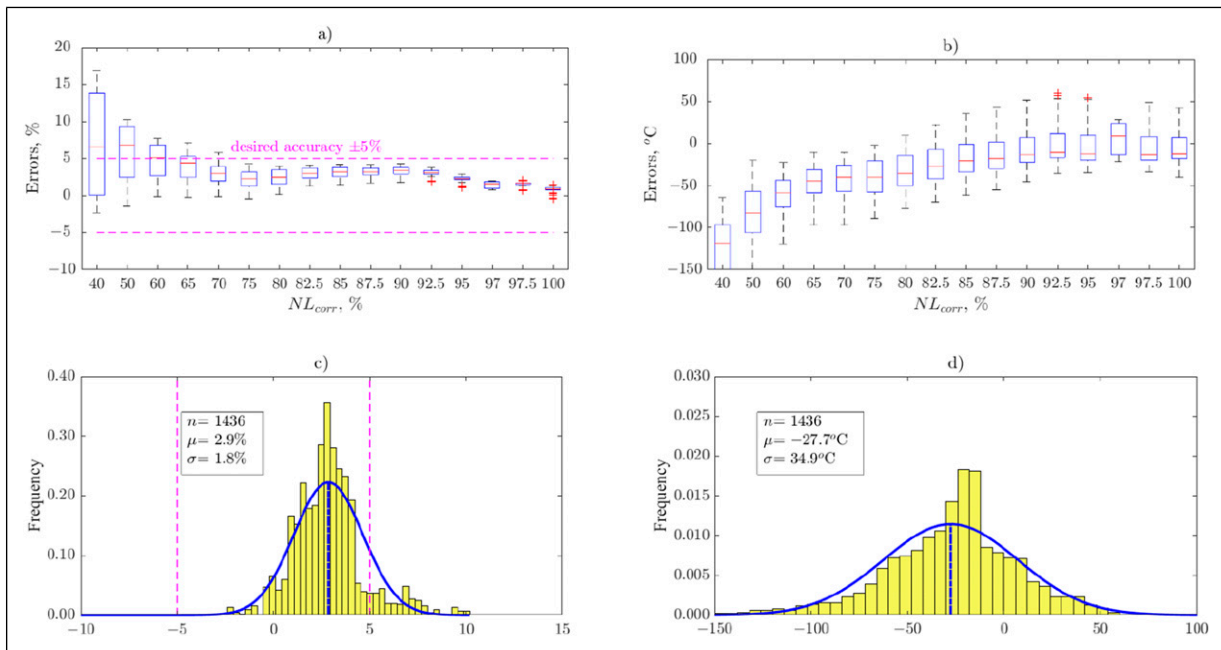 a)
20
15
10
5
0
−5
−10
Errors, %
desired accuracy ±5%
40 50 60 65 70 75 80 82.5 85 87.5 90 92.5 95 97 97.5 100
NLcorr, %
b)
100
50
0
−50
−100
−150
Errors, °C
40 50 60 65 70 75 80 82.5 85 87.5 90 92.5 95 97 97.5 100
NLcorr, %
c)
0.40
0.30
0.20
0.10
0.00
Frequency
n= 1436
μ= 2.9%
σ= 1.8%
−10 −5 0 5 10 15
d)
0.030
0.025
0.020
0.015
0.010
0.005
0.000
Frequency
n= 1436
μ= −27.7°C
σ= 34.9°C
−150 −100 −50 0 50 100